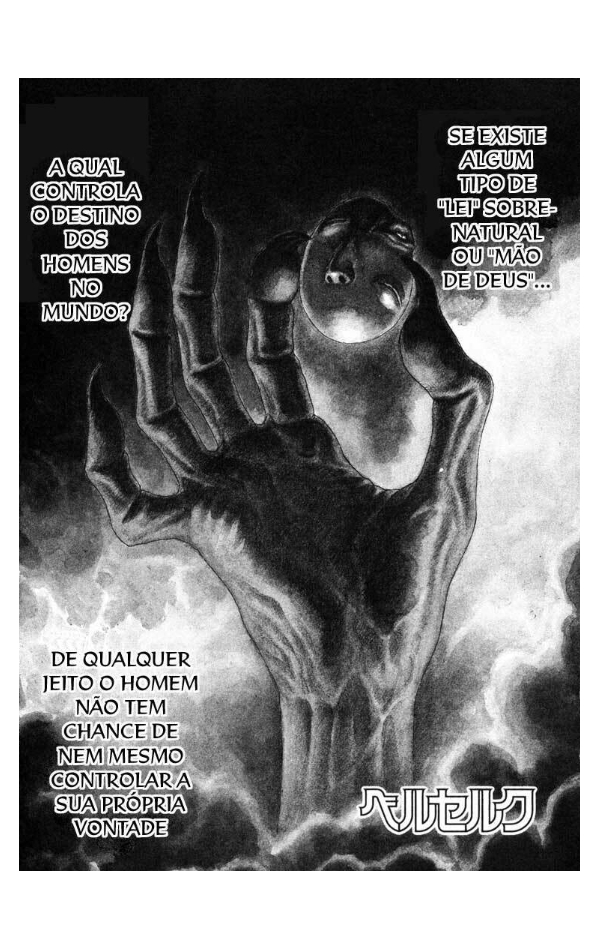 SE EXISTE
ALGUM
TIPO DE
"LEI" SOBRE-
NATURAL
OU "MÃO
DE DEUS"...
A QUAL
CONTROLA
O DESTINO
DOS
HOMENS
NO
MUNDO?
DE QUALQUER
JEITO O HOMEM
NÃO TEM
CHANCE DE
NEM MESMO
CONTROLAR A
SUA PRÓPRIA
VONTADE
ベルセルク